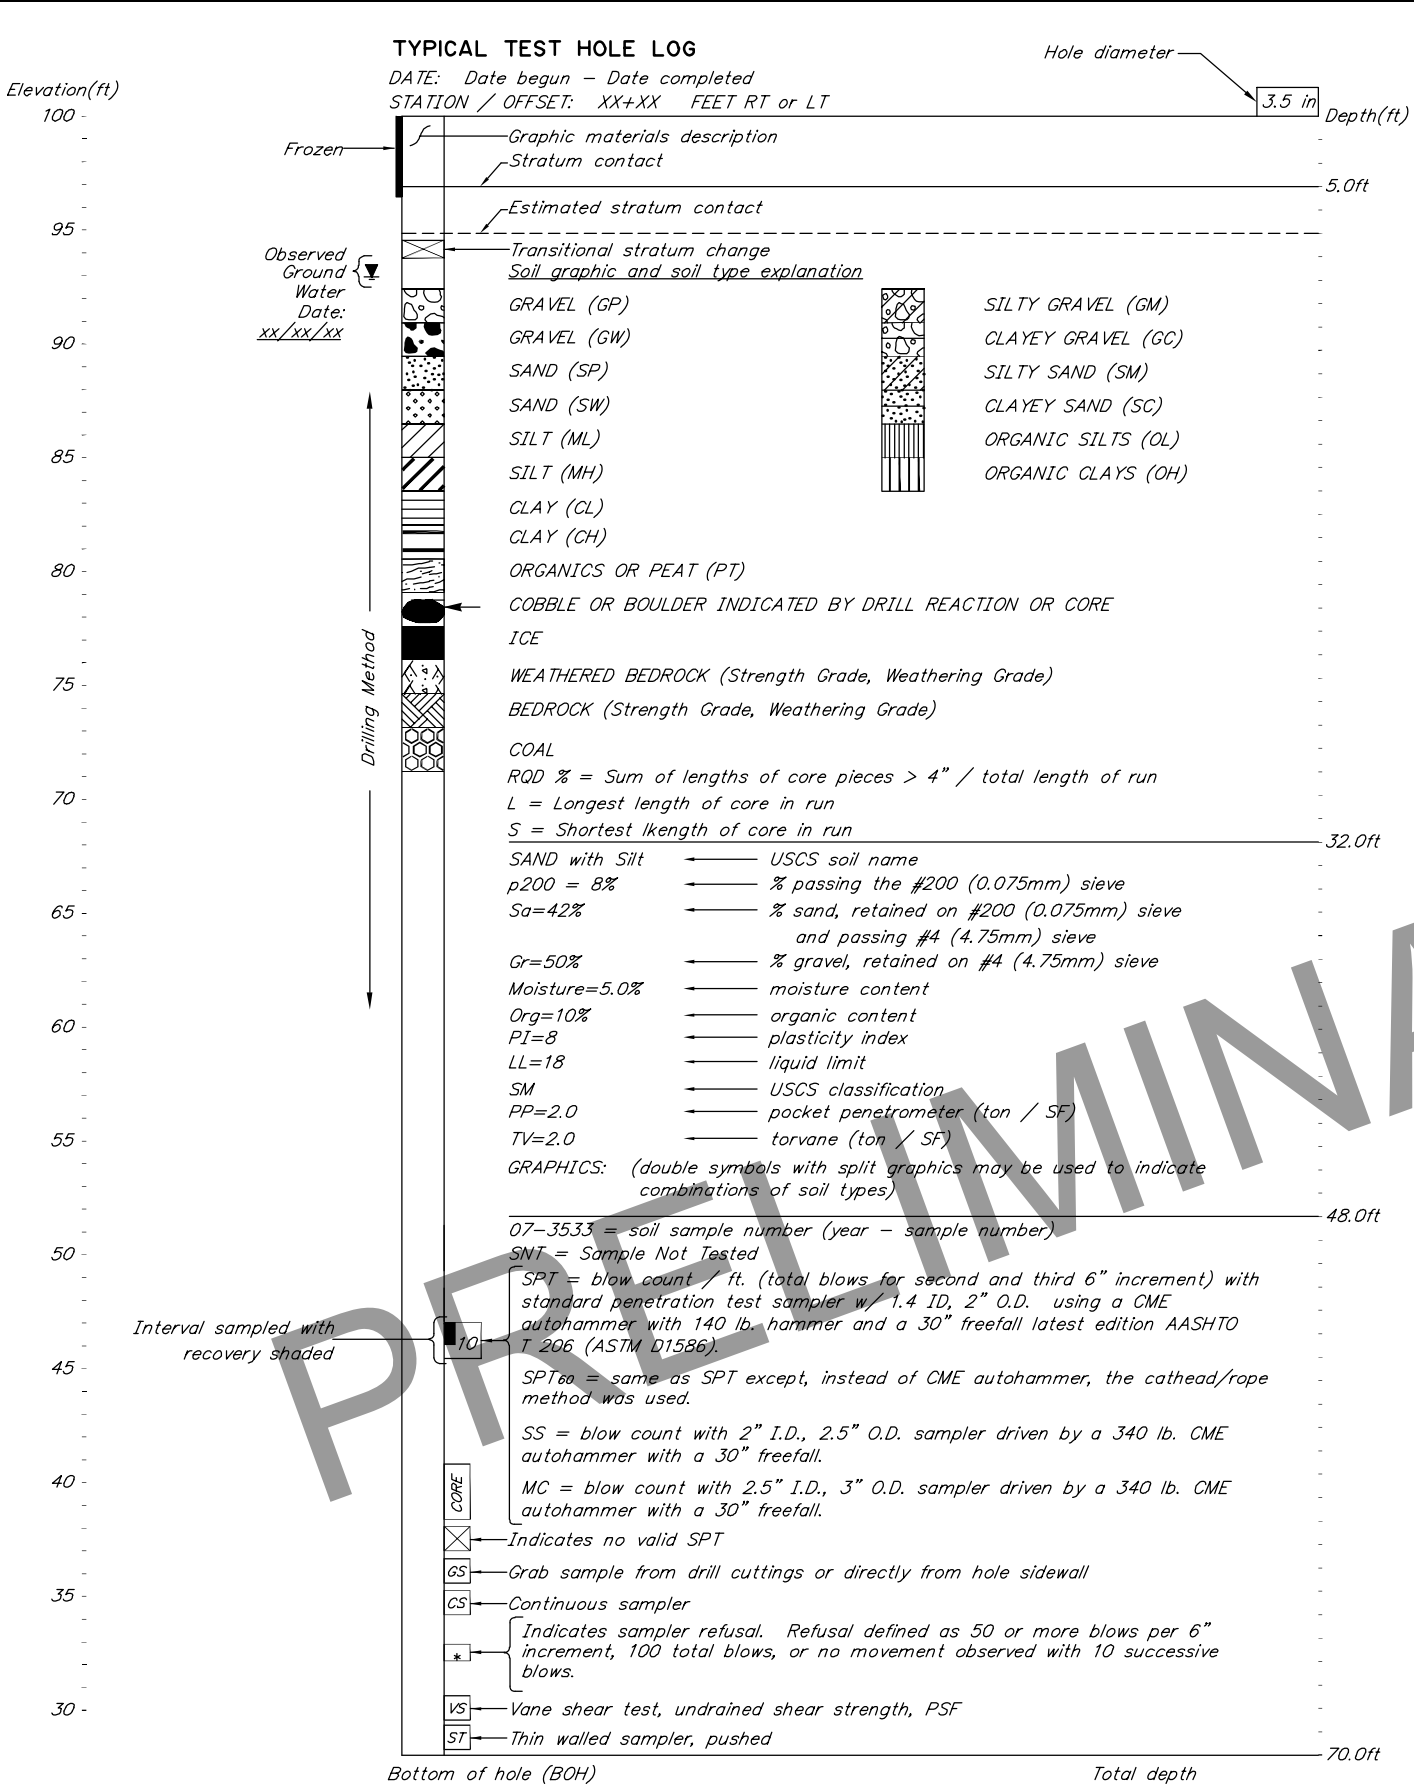 TYPICAL TEST HOLE LOG
Hole diameter
DATE: Date begun – Date completed
Elevation(ft)
STATION / OFFSET: XX+XX FEET RT or LT
3.5 in
100
Depth(ft)
Graphic materials description
Frozen
Stratum contact
5.0ft
Estimated stratum contact
95
Transitional stratum change
Observed
Ground
Water
Date:
xx/xx/xx
Soil graphic and soil type explanation
GRAVEL (GP)
SILTY GRAVEL (GM)
GRAVEL (GW)
CLAYEY GRAVEL (GC)
90
SAND (SP)
SILTY SAND (SM)
SAND (SW)
CLAYEY SAND (SC)
SILT (ML)
ORGANIC SILTS (OL)
85
SILT (MH)
ORGANIC CLAYS (OH)
CLAY (CL)
CLAY (CH)
80
ORGANICS OR PEAT (PT)
COBBLE OR BOULDER INDICATED BY DRILL REACTION OR CORE
ICE
Drilling Method
WEATHERED BEDROCK (Strength Grade, Weathering Grade)
75
BEDROCK (Strength Grade, Weathering Grade)
COAL
RQD % = Sum of lengths of core pieces > 4" / total length of run
70
L = Longest length of core in run
S = Shortest lkength of core in run
32.0ft
SAND with Silt USCS soil name
p200 = 8% % passing the #200 (0.075mm) sieve
65
Sa=42% % sand, retained on #200 (0.075mm) sieve
and passing #4 (4.75mm) sieve
Gr=50% % gravel, retained on #4 (4.75mm) sieve
Moisture=5.0% moisture content
Org=10% organic content
60
PI=8 plasticity index
LL=18 liquid limit
SM USCS classification
PP=2.0 pocket penetrometer (ton / SF)
55
TV=2.0 torvane (ton / SF)
GRAPHICS: (double symbols with split graphics may be used to indicate
combinations of soil types)
48.0ft
07–3533 = soil sample number (year – sample number)
50
SNT = Sample Not Tested
SPT = blow count / ft. (total blows for second and third 6" increment) with
standard penetration test sampler w/ 1.4 ID, 2" O.D. using a CME
autohammer with 140 lb. hammer and a 30" freefall latest edition AASHTO
T 206 (ASTM D1586).
Interval sampled with
recovery shaded
10
45
SPT60 = same as SPT except, instead of CME autohammer, the cathead/rope
method was used.
SS = blow count with 2" I.D., 2.5" O.D. sampler driven by a 340 lb. CME
autohammer with a 30" freefall.
40
CORE
MC = blow count with 2.5" I.D., 3" O.D. sampler driven by a 340 lb. CME
autohammer with a 30" freefall.
Indicates no valid SPT
GS Grab sample from drill cuttings or directly from hole sidewall
35
CS Continuous sampler
* Indicates sampler refusal. Refusal defined as 50 or more blows per 6"
increment, 100 total blows, or no movement observed with 10 successive
blows.
30
VS Vane shear test, undrained shear strength, PSF
ST Thin walled sampler, pushed
70.0ft
Bottom of hole (BOH)
Total depth
PRELIMINA